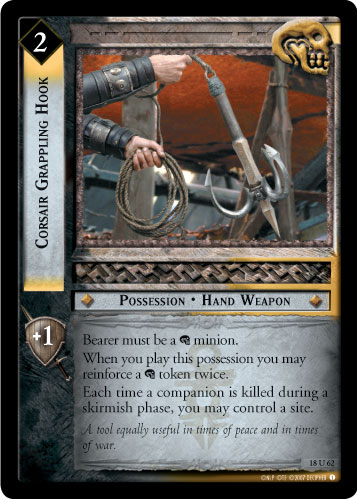 2
CORSAIR GRAPPLING HOOK
POSSESSION • HAND WEAPON
+1
Bearer must be a minion.
When you play this possession you may
reinforce a token twice.
Each time a companion is killed during a
skirmish phase, you may control a site.
A tool equally useful in times of peace and in times
of war.
18 U 62